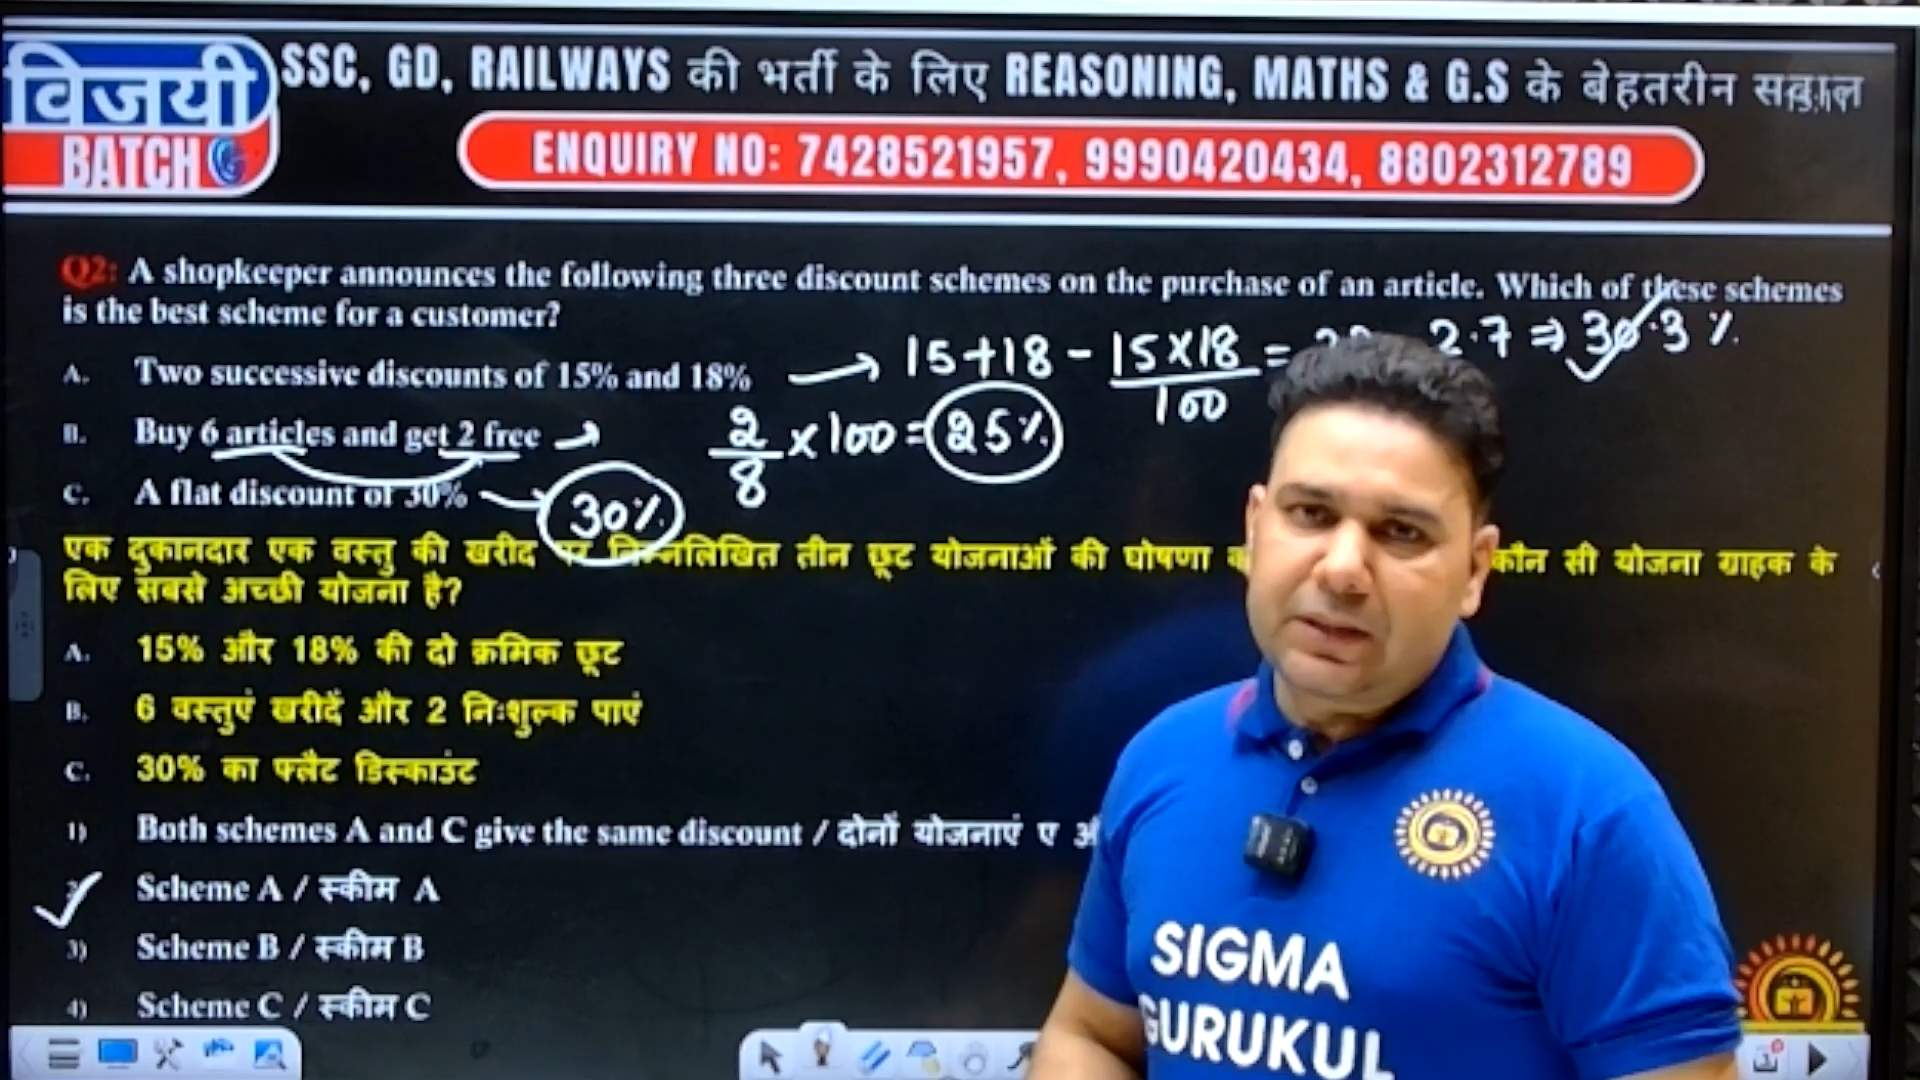 विजयी
BATCH
SSC, GD, RAILWAYS की भर्ती के लिए REASONING, MATHS & G.S के बेहतरीन सवाल
ENQUIRY NO: 7428521957, 9990420434, 8802312789
Q2: A shopkeeper announces the following three discount schemes on the purchase of an article. Which of these schemes
is the best scheme for a customer?
A. Two successive discounts of 15% and 18% → 15+18 - 15×18/100 = 2.7 ⇒ 30.3 %
B. Buy 6 articles and get 2 free → 2/8 ×100 = 25%
C. A flat discount of 30% → 30%
एक दुकानदार एक वस्तु की खरीद पर निम्नलिखित तीन छूट योजनाओं की घोषणा कौन सी योजना ग्राहक के
लिए सबसे अच्छी योजना है?
A. 15% और 18% की दो क्रमिक छूट
B. 6 वस्तुएं खरीदें और 2 निःशुल्क पाएं
C. 30% का फ्लैट डिस्काउंट
1) Both schemes A and C give the same discount / दोनों योजनाएं ए
Scheme A / स्कीम A
3) Scheme B / स्कीम B
4) Scheme C / स्कीम C
SIGMA
GURUKUL